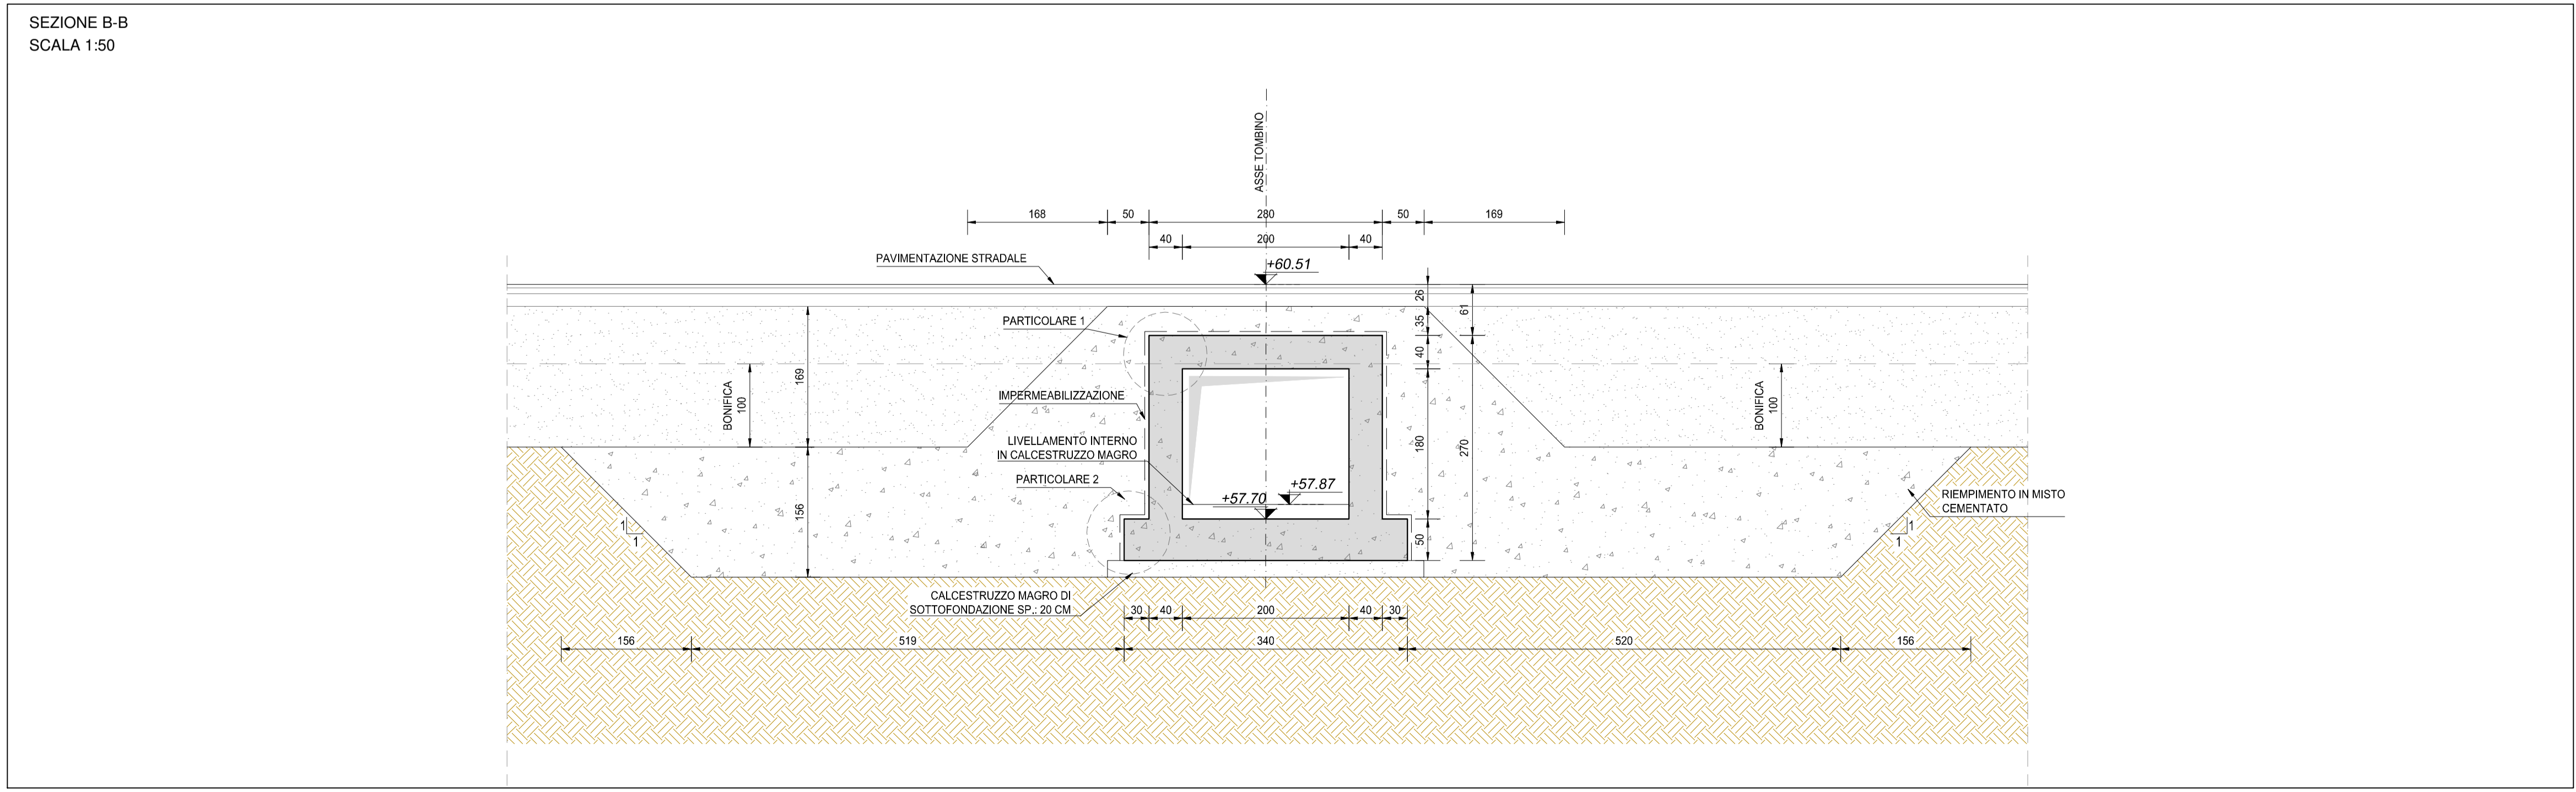 SEZIONE B-B
SCALA 1:50
ASSE TOMBINO
168
50
280
50
169
40
200
40
PAVIMENTAZIONE STRADALE
+60.51
26
61
35
PARTICOLARE 1
40
169
BONIFICA
100
BONIFICA
100
IMPERMEABILIZZAZIONE
LIVELLAMENTO INTERNO
IN CALCESTRUZZO MAGRO
180
270
PARTICOLARE 2
+57.87
+57.70
RIEMPIMENTO IN MISTO
CEMENTATO
156
1
1
50
1
1
CALCESTRUZZO MAGRO DI
SOTTOFONDAZIONE SP.: 20 CM
30
40
200
40
30
156
519
340
520
156